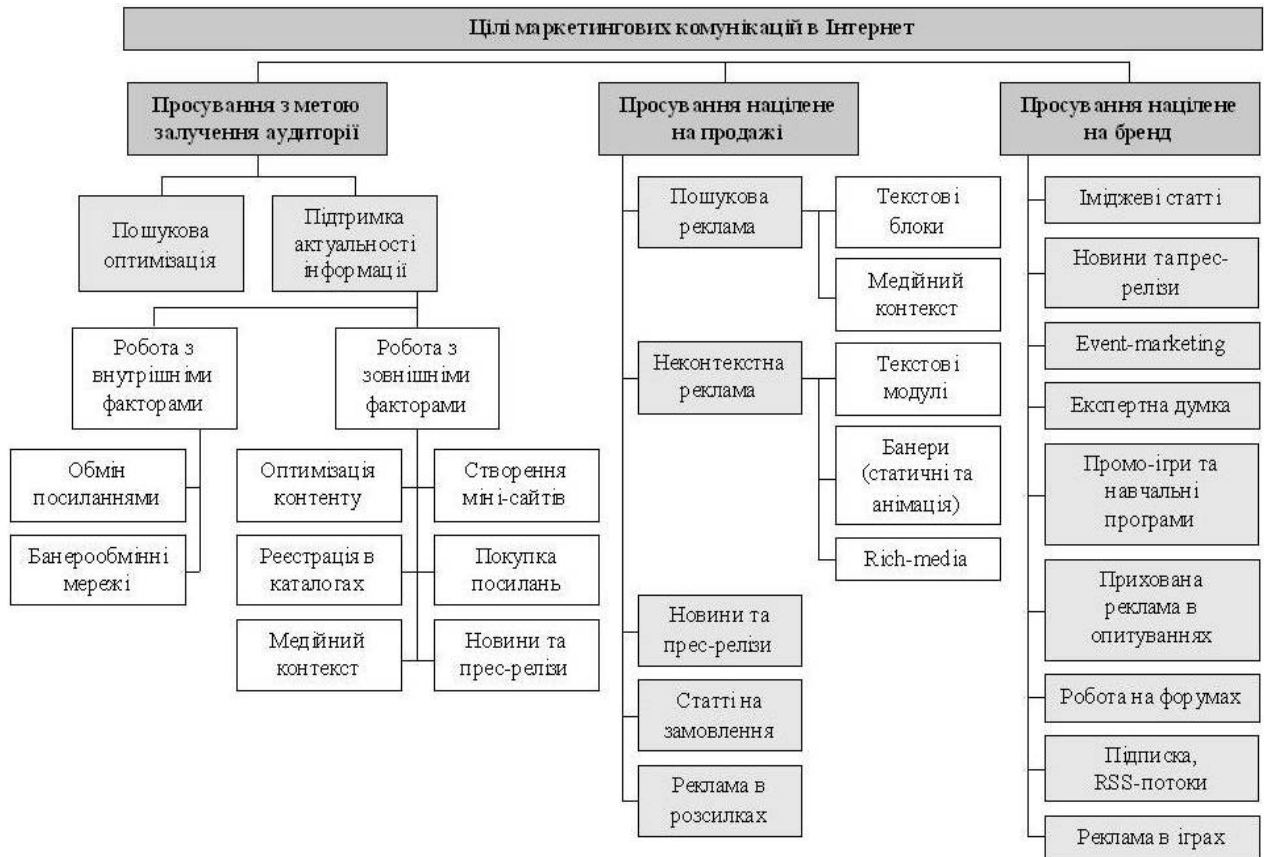 Цілі маркетингових комунікацій в Інтернет
Просування з метою
залучення аудиторії
Пошукова
оптимізація
Підтримка
актуальності
інформації
Робота з
внутрішніми
факторами
Робота з
зовнішніми
факторами
Обмін
посиланнями
Банерообмінні
мережі
Оптимізація
контенту
Створення
міні-сайтів
Реєстрація в
каталогах
Покупка
посилань
Медійний
контекст
Новини та
прес-релізи
Просування націлене
на продажі
Пошукова
реклама
Текстові
блоки
Медійний
контекст
Неконтекстна
реклама
Текстові
модулі
Банери
(статичні та
анімація)
Rich-media
Новини та
прес-релізи
Статті на
замовлення
Реклама в
розсилках
Просування націлене
на бренд
Іміджеві статті
Новини та прес-
релізи
Event-marketing
Експертна думка
Промо-ігри та
навчальні
програми
Прихована
реклама в
опитуваннях
Робота на форумах
Підписка,
RSS-потоки
Реклама в іграх